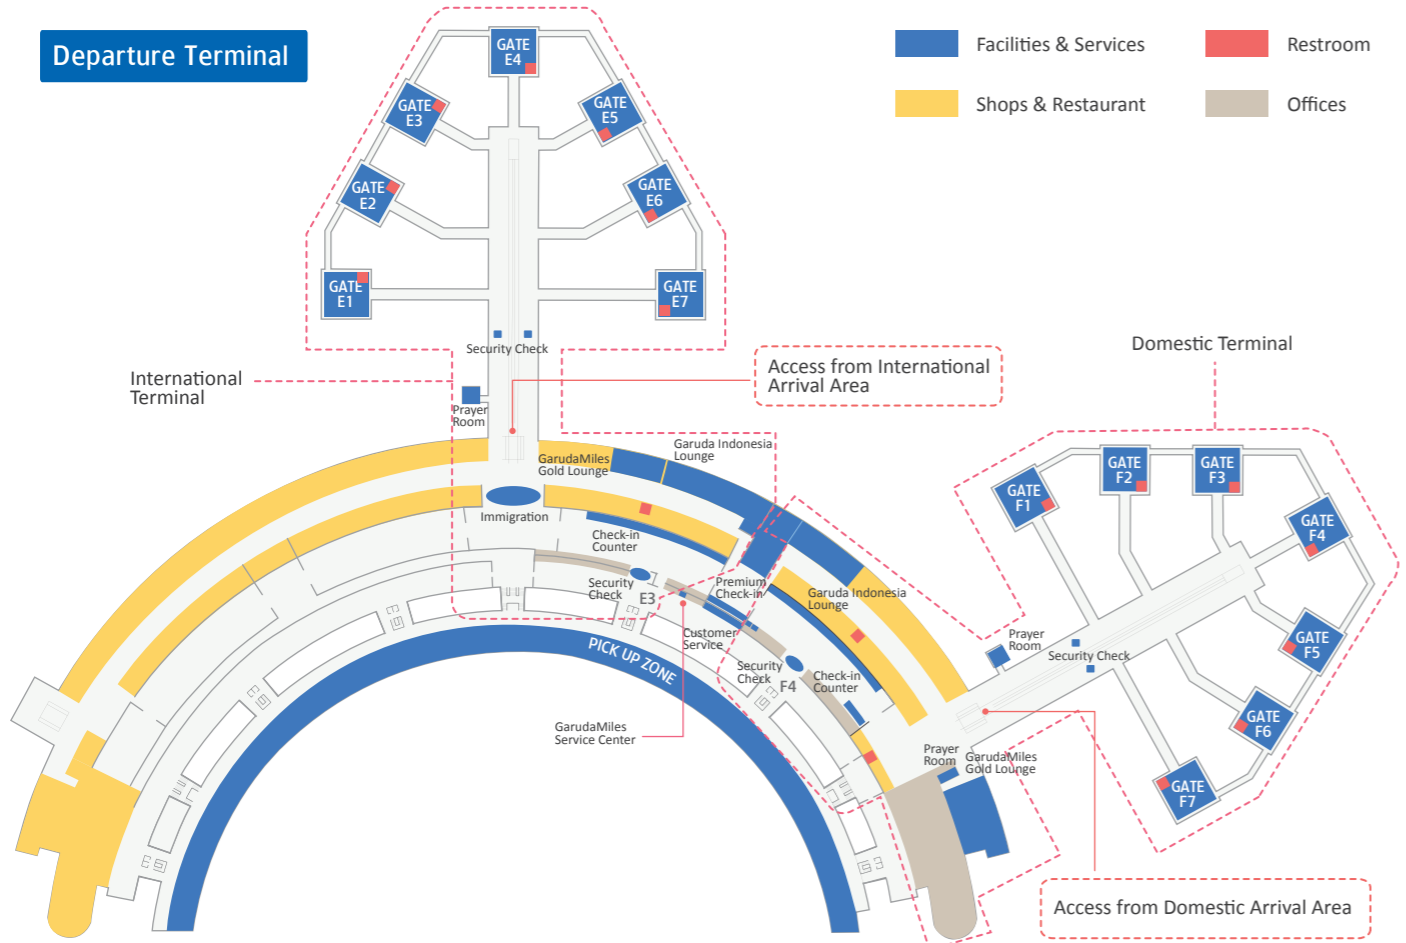 Departure Terminal
Facilities & Services
Restroom
Shops & Restaurant
Offices
GATE
E4
GATE
E3
GATE
E5
GATE
E2
GATE
E6
GATE
E1
GATE
E7
Security Check
International
Terminal
Access from International
Arrival Area
Domestic Terminal
Prayer
Room
GarudaMiles
Gold Lounge
Garuda Indonesia
Lounge
Immigration
Check-in
Counter
Security
Check
E3
Premium
Check-in
Garuda Indonesia
Lounge
Customer
Service
Security
Check
F4
Check-in
Counter
PICK UP ZONE
GarudaMiles
Service Center
GATE
F1
GATE
F2
GATE
F3
GATE
F4
GATE
F5
GATE
F6
GATE
F7
Prayer
Room
Security Check
Prayer
Room
GarudaMiles
Gold Lounge
Access from Domestic Arrival Area